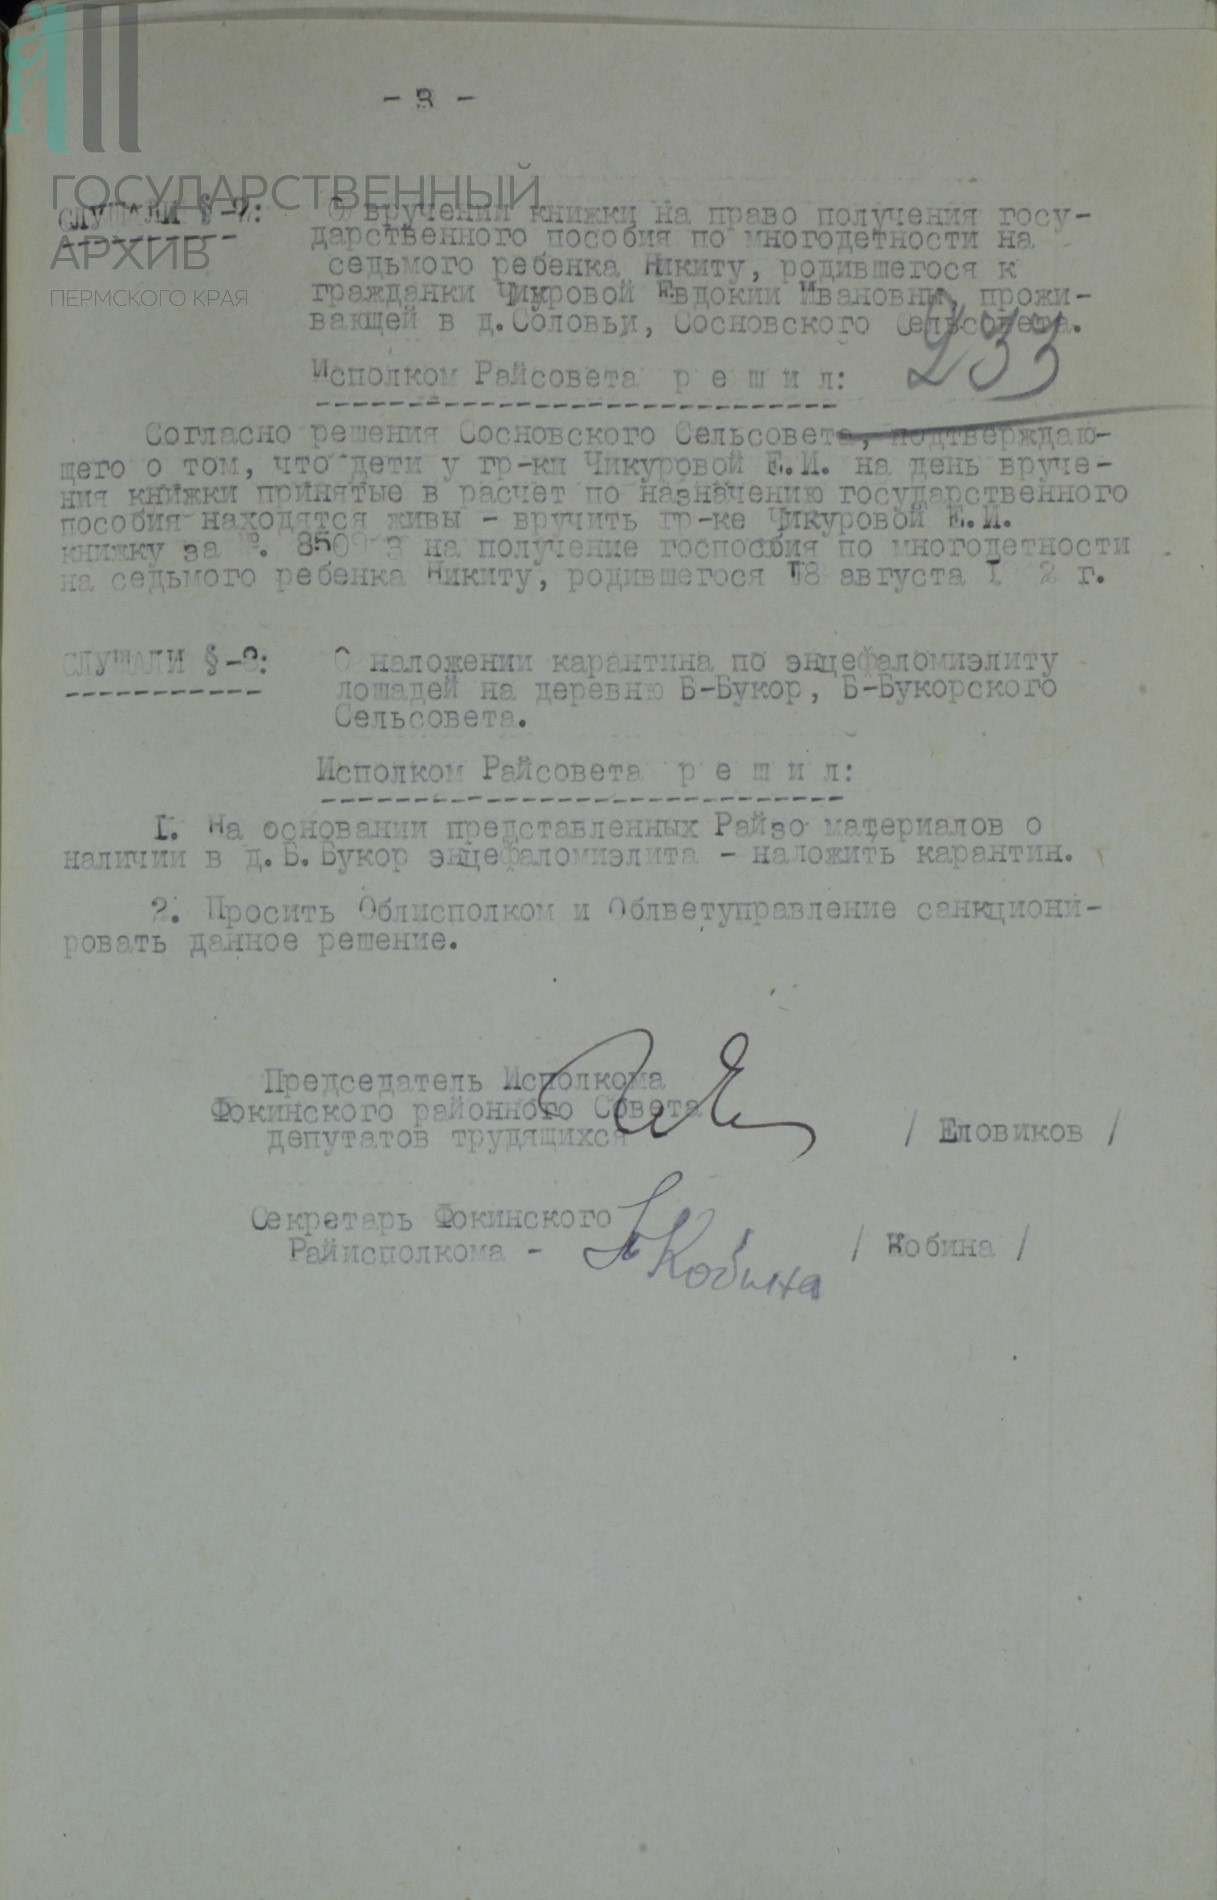 - 3 -
ГОСУДАРСТВЕННЫЙ
АРХИВ
ПЕРМСКОГО КРАЯ
СЛУШАЛИ §-7: О вручении книжки на право получения госу-
дарственного пособия по многодетности на
седьмого ребенка Никиту, родившегося к
гражданки Чикуровой Евдокии Ивановны, прожи-
вающей в д.Соловьи, Сосновского Сельсовета.
233
Исполком Райсовета р е ш и л:
Согласно решения Сосновского Сельсовета, подтверждаю-
щего о том, что дети у гр-ки Чикуровой Е.И. на день вруче-
ния книжки принятые в расчет по назначению государственного
пособия находятся живы - вручить гр-ке Чикуровой Е.И.
книжку за №. на получение госпособия по многодетности
на седьмого ребенка Никиту, родившегося 18 августа г.
СЛУШАЛИ §-8: О наложении карантина по энцефаломиэлиту
лошадей на деревню Б-Букор, Б-Букорского
Сельсовета.
Исполком Райсовета р е ш и л:
1. На основании представленных Райзо материалов о
наличии в д.Б.Букор энцефаломиэлита - наложить карантин.
2. Просить Облисполком и Облветуправление санкциони-
ровать данное решение.
Председатель Исполкома
Фокинского районного Совета
депутатов трудящихся / Еловиков /
Секретарь Фокинского
Райисполкома - Кобина / Кобина /